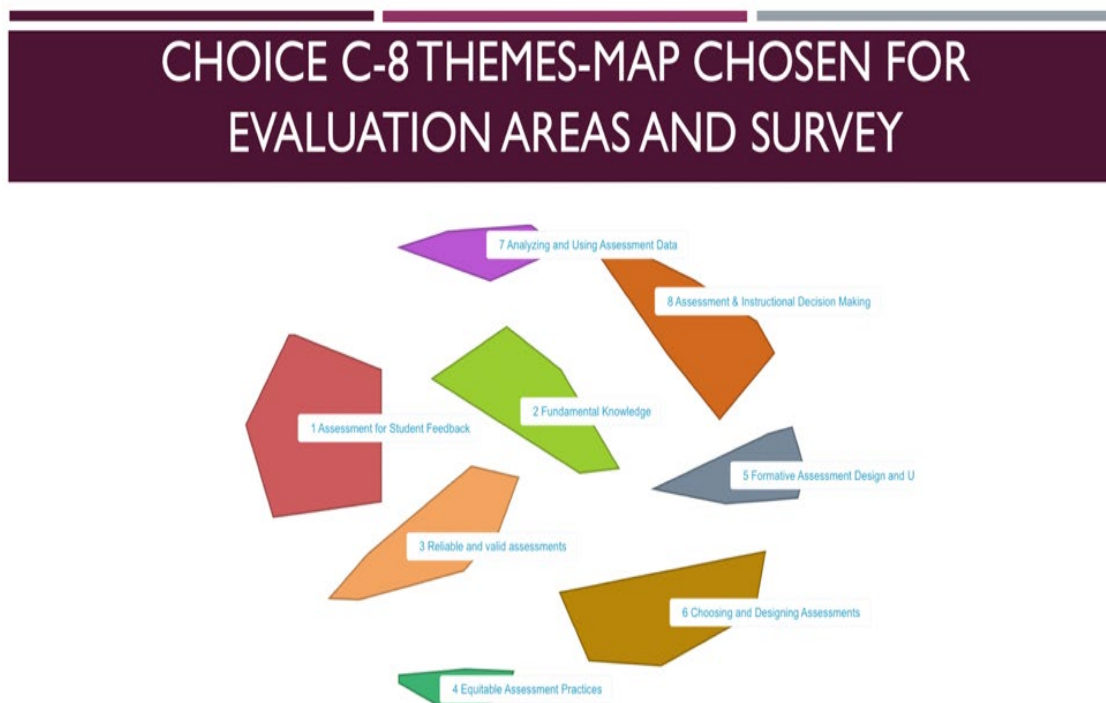 CHOICE C-8 THEMES-MAP CHOSEN FOR
EVALUATION AREAS AND SURVEY
7 Analyzing and Using Assessment Data
8 Assessment & Instructional Decision Making
2 Fundamental Knowledge
1 Assessment for Student Feedback
5 Formative Assessment Design and U
3 Reliable and valid assessments
6 Choosing and Designing Assessments
4 Equitable Assessment Practices